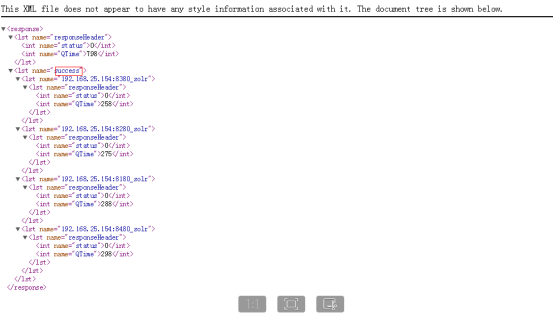 This XML file does not appear to have any style information associated with it. The document tree is shown below.
▼<response>
▼<lst name="responseHeader">
<int name="status">0</int>
<int name="QTime">798</int>
</lst>
▼<lst name="success">
▼<lst name="192.168.25.154:8380_solr">
▼<lst name="responseHeader">
<int name="status">0</int>
<int name="QTime">258</int>
</lst>
</lst>
▼<lst name="192.168.25.154:8280_solr">
▼<lst name="responseHeader">
<int name="status">0</int>
<int name="QTime">275</int>
</lst>
</lst>
▼<lst name="192.168.25.154:8180_solr">
▼<lst name="responseHeader">
<int name="status">0</int>
<int name="QTime">288</int>
</lst>
</lst>
▼<lst name="192.168.25.154:8480_solr">
▼<lst name="responseHeader">
<int name="status">0</int>
<int name="QTime">298</int>
</lst>
</lst>
</lst>
</response>